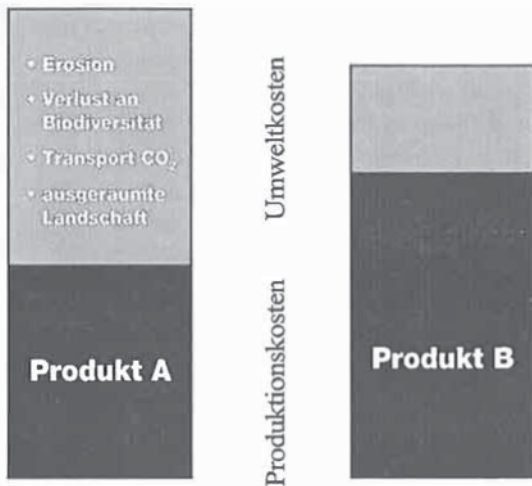 • Erosion
• Verlust an
Biodiversität
• Transport CO₂
• ausgeräumte
Landschaft
Produkt A
Umweltkosten
Produktionskosten
Produkt B